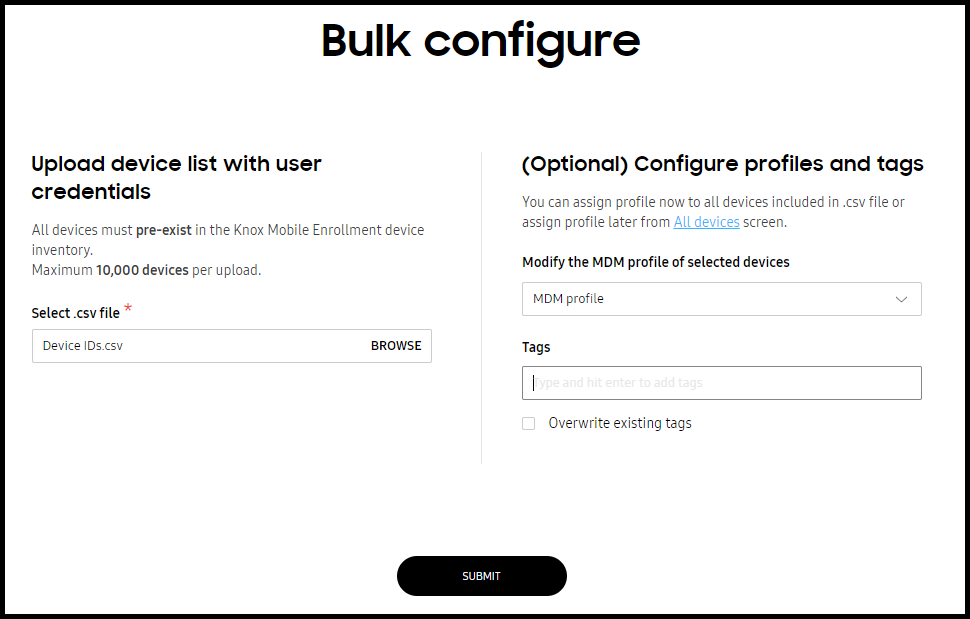 Bulk configure
Upload device list with user
credentials
All devices must pre-exist in the Knox Mobile Enrollment device
inventory.
Maximum 10,000 devices per upload.
Select .csv file *
Device IDs.csv BROWSE
(Optional) Configure profiles and tags
You can assign profile now to all devices included in .csv file or
assign profile later from All devices screen.
Modify the MDM profile of selected devices
MDM profile
Tags
Type and hit enter to add tags
Overwrite existing tags
SUBMIT